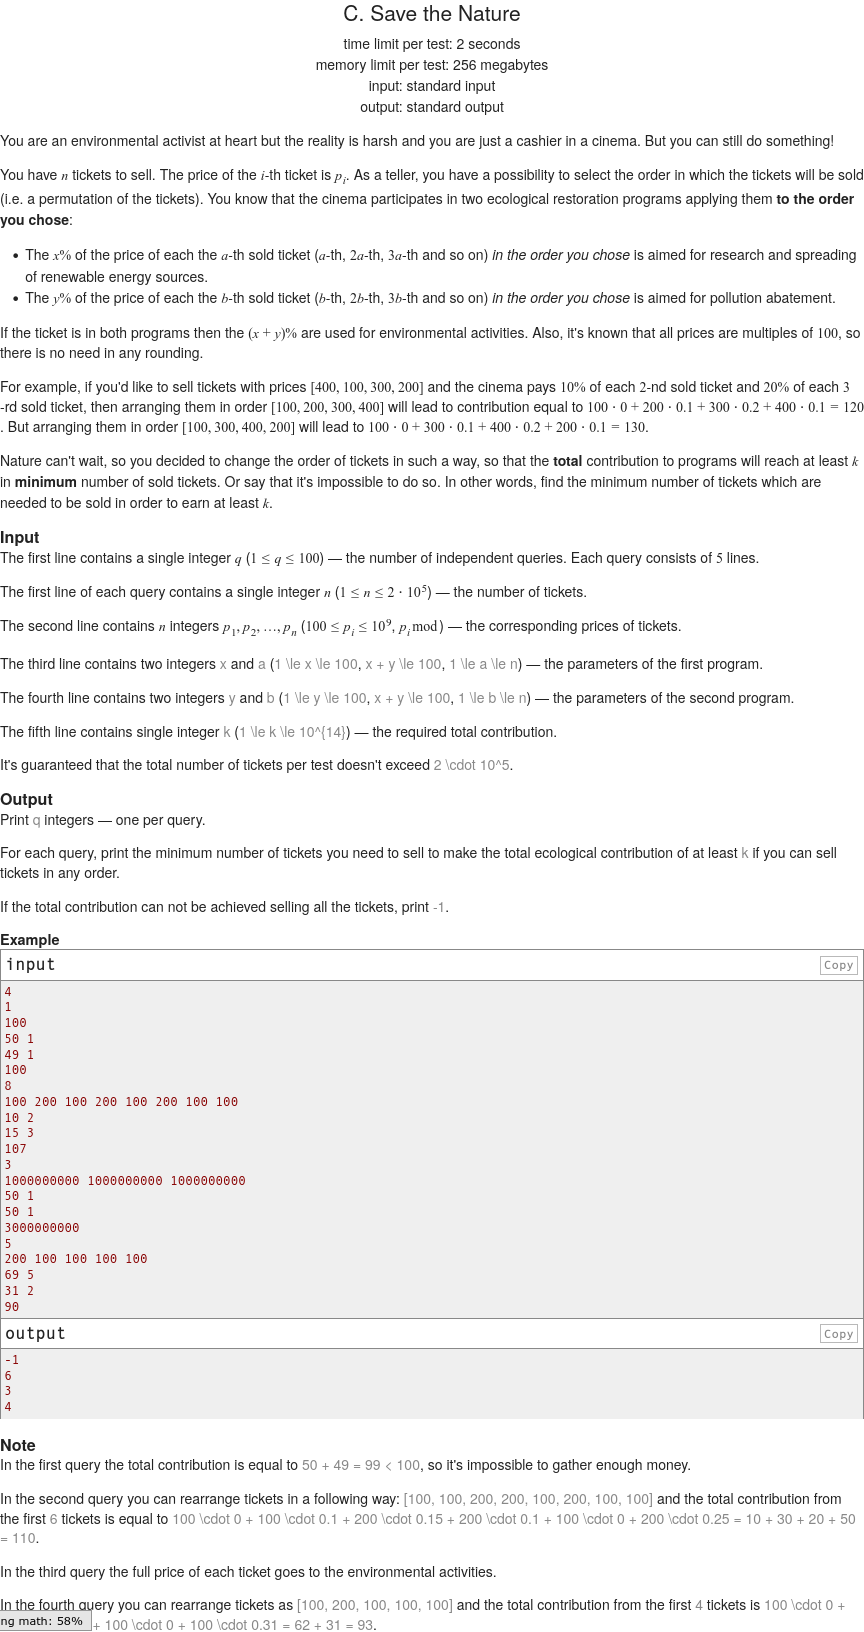 C. Save the Nature
time limit per test: 2 seconds
memory limit per test: 256 megabytes
input: standard input
output: standard output
You are an environmental activist at heart but the reality is harsh and you are just a cashier in a cinema. But you can still do something!
You have n tickets to sell. The price of the i-th ticket is p_i. As a teller, you have a possibility to select the order in which the tickets will be sold
(i.e. a permutation of the tickets). You know that the cinema participates in two ecological restoration programs applying them to the order
you chose:
• The x% of the price of each the a-th sold ticket (a-th, 2a-th, 3a-th and so on) in the order you chose is aimed for research and spreading
of renewable energy sources.
• The y% of the price of each the b-th sold ticket (b-th, 2b-th, 3b-th and so on) in the order you chose is aimed for pollution abatement.
If the ticket is in both programs then the (x + y)% are used for environmental activities. Also, it's known that all prices are multiples of 100, so
there is no need in any rounding.
For example, if you'd like to sell tickets with prices [400, 100, 300, 200] and the cinema pays 10% of each 2-nd sold ticket and 20% of each 3
-rd sold ticket, then arranging them in order [100, 200, 300, 400] will lead to contribution equal to 100 · 0 + 200 · 0.1 + 300 · 0.2 + 400 · 0.1 = 120
. But arranging them in order [100, 300, 400, 200] will lead to 100 · 0 + 300 · 0.1 + 400 · 0.2 + 200 · 0.1 = 130.
Nature can't wait, so you decided to change the order of tickets in such a way, so that the total contribution to programs will reach at least k
in minimum number of sold tickets. Or say that it's impossible to do so. In other words, find the minimum number of tickets which are
needed to be sold in order to earn at least k.
Input
The first line contains a single integer q (1 ≤ q ≤ 100) — the number of independent queries. Each query consists of 5 lines.
The first line of each query contains a single integer n (1 ≤ n ≤ 2 · 10^5) — the number of tickets.
The second line contains n integers p_1, p_2, …, p_n (100 ≤ p_i ≤ 10^9, p_i mod) — the corresponding prices of tickets.
The third line contains two integers x and a (1 \le x \le 100, x + y \le 100, 1 \le a \le n) — the parameters of the first program.
The fourth line contains two integers y and b (1 \le y \le 100, x + y \le 100, 1 \le b \le n) — the parameters of the second program.
The fifth line contains single integer k (1 \le k \le 10^{14}) — the required total contribution.
It's guaranteed that the total number of tickets per test doesn't exceed 2 \cdot 10^5.
Output
Print q integers — one per query.
For each query, print the minimum number of tickets you need to sell to make the total ecological contribution of at least k if you can sell
tickets in any order.
If the total contribution can not be achieved selling all the tickets, print -1.
Example
input Copy
4
1
100
50 1
49 1
100
8
100 200 100 200 100 200 100 100
10 2
15 3
107
3
1000000000 1000000000 1000000000
50 1
50 1
3000000000
5
200 100 100 100 100
69 5
31 2
90
output Copy
-1
6
3
4
Note
In the first query the total contribution is equal to 50 + 49 = 99 < 100, so it's impossible to gather enough money.
In the second query you can rearrange tickets in a following way: [100, 100, 200, 200, 100, 200, 100, 100] and the total contribution from
the first 6 tickets is equal to 100 \cdot 0 + 100 \cdot 0.1 + 200 \cdot 0.15 + 200 \cdot 0.1 + 100 \cdot 0 + 200 \cdot 0.25 = 10 + 30 + 20 + 50
= 110.
In the third query the full price of each ticket goes to the environmental activities.
In the fourth query you can rearrange tickets as [100, 200, 100, 100, 100] and the total contribution from the first 4 tickets is 100 \cdot 0 +
ng math: 58% + 100 \cdot 0 + 100 \cdot 0.31 = 62 + 31 = 93.